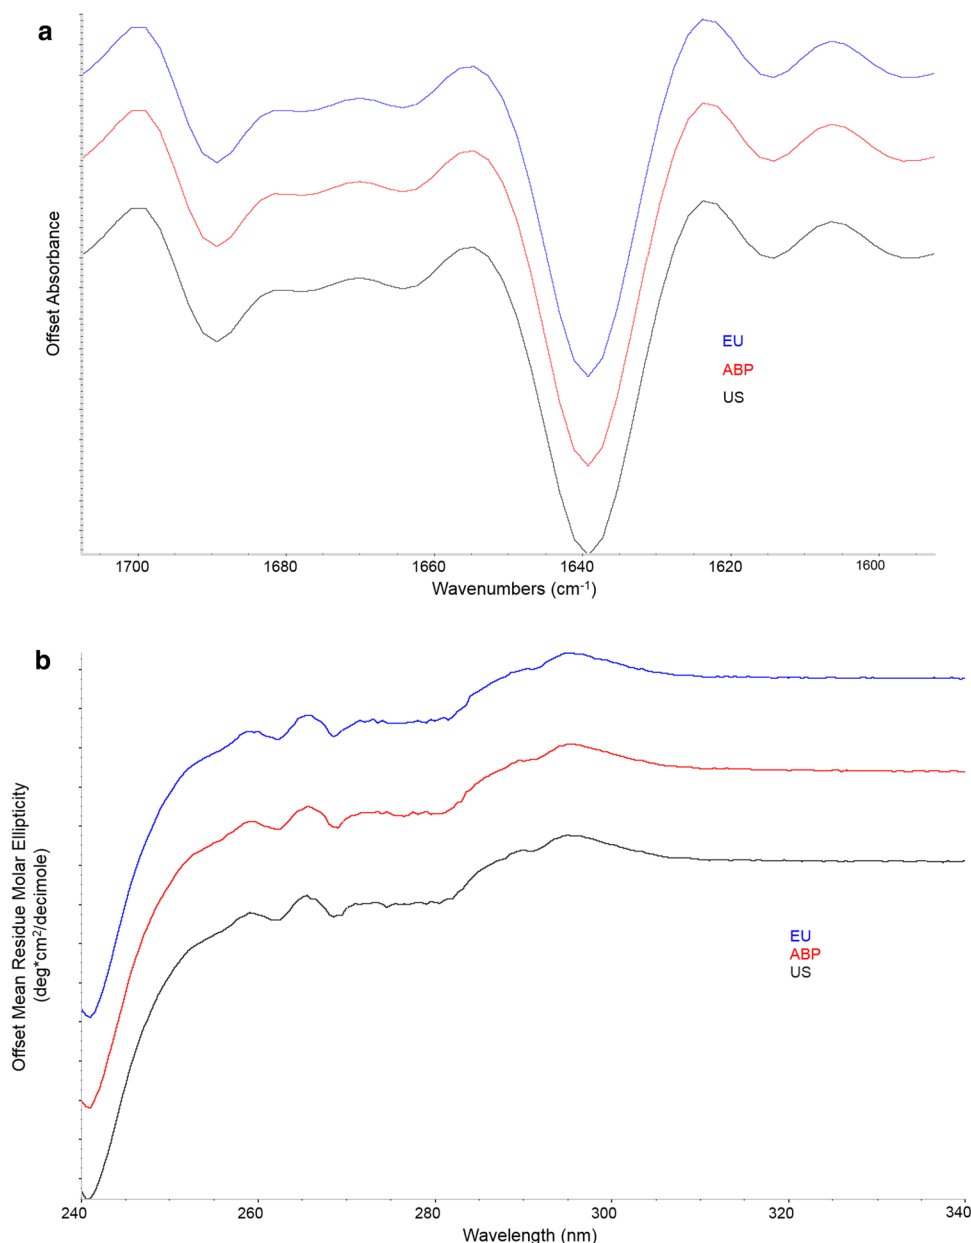 a
Offset Absorbance
EU
ABP
US
1700 1680 1660 1640 1620 1600
Wavenumbers (cm-1)
b
Offset Mean Residue Molar Ellipticity
(deg*cm2/decimole)
EU
ABP
US
240 260 280 300 320 340
Wavelength (nm)